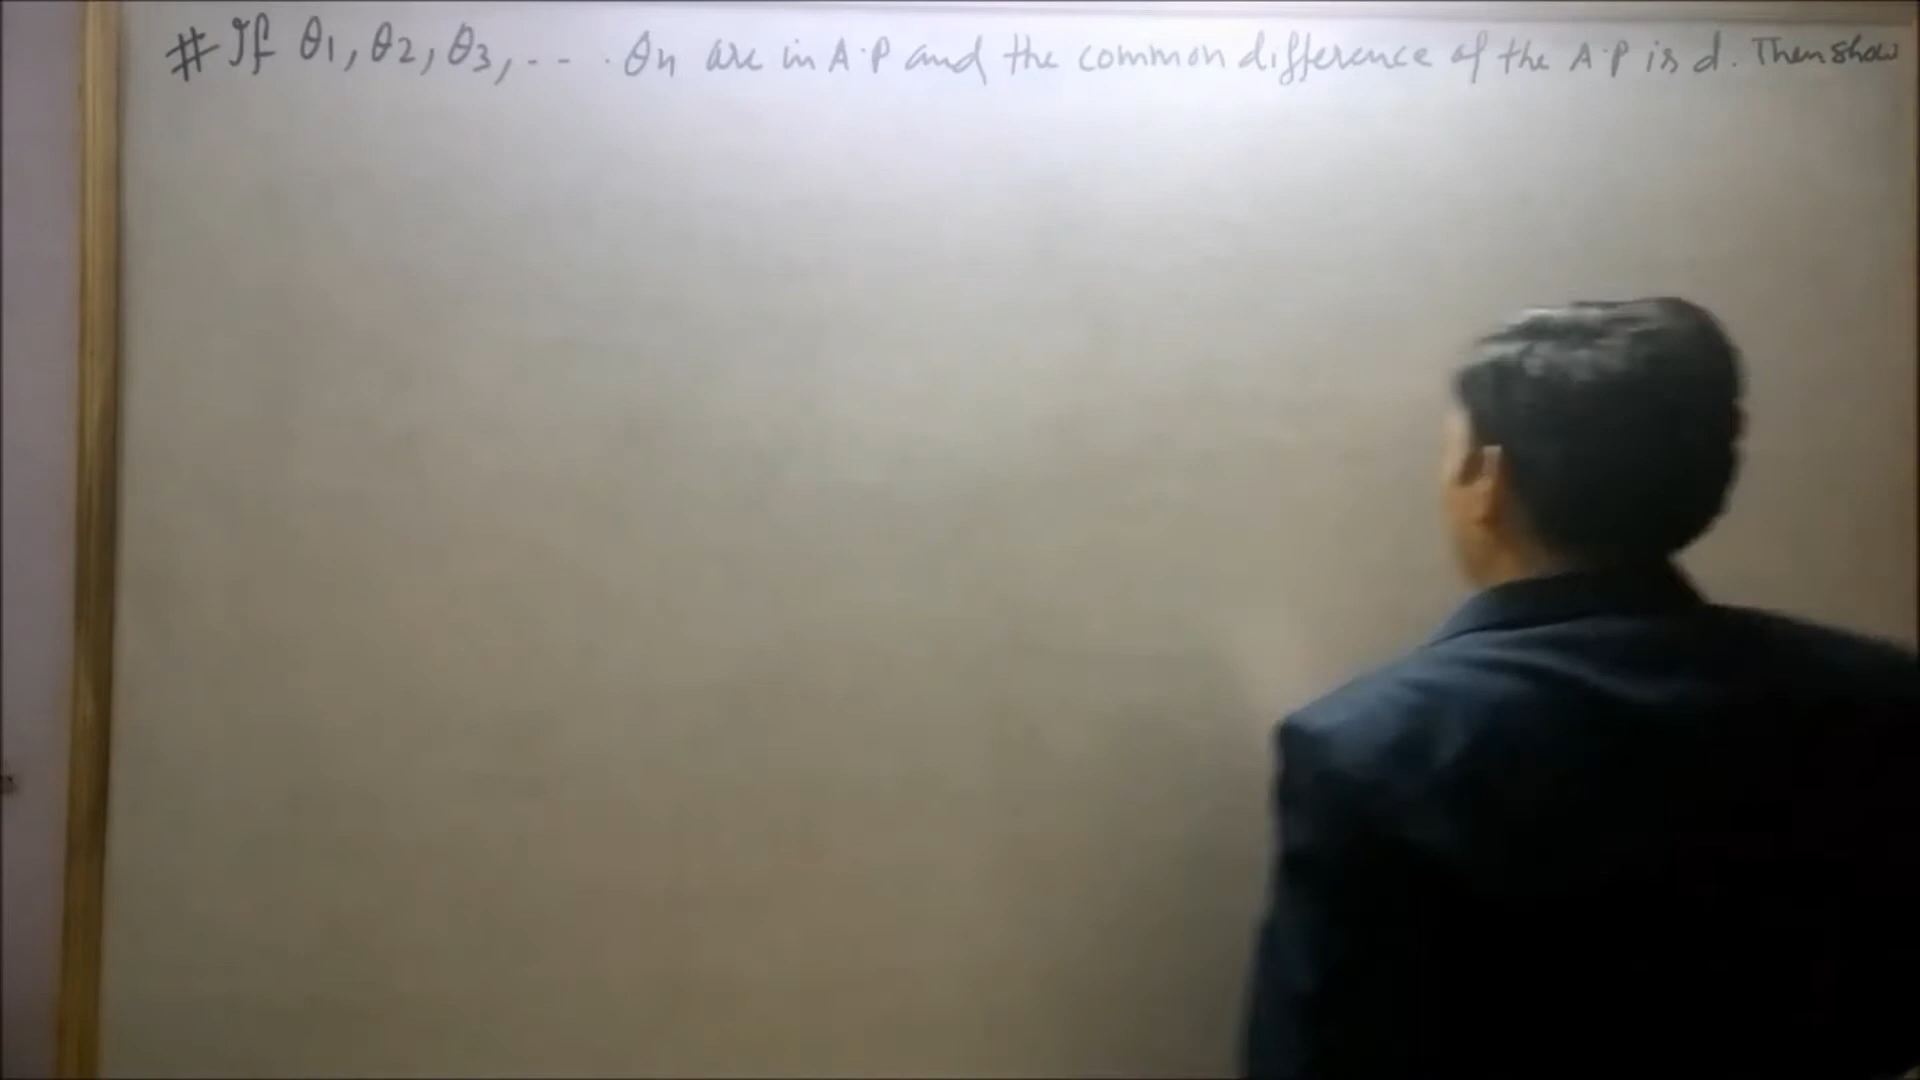 # If θ1, θ2, θ3, -- . θn are in A.P and the common difference of the A.P is d. Then show